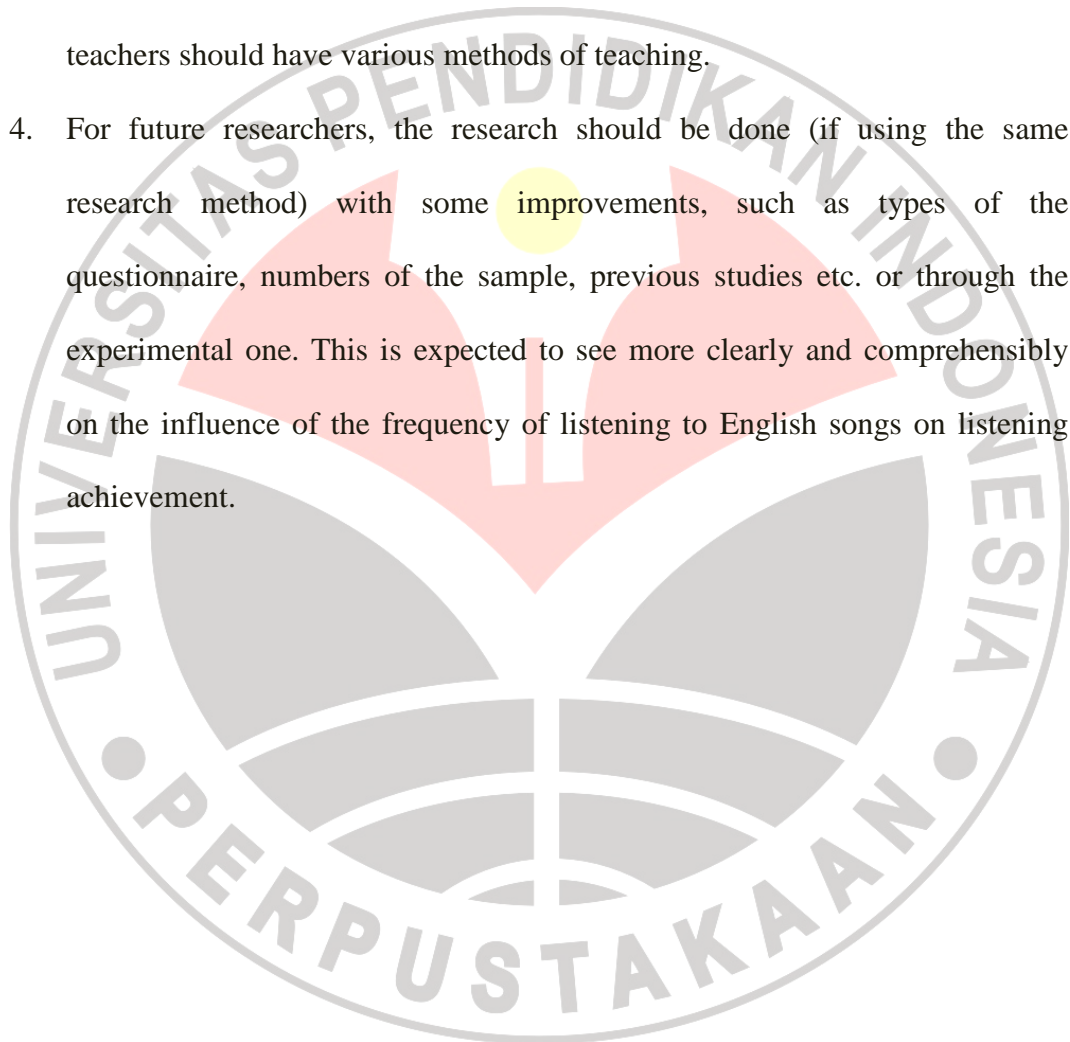 teachers should have various methods of teaching.
4. For future researchers, the research should be done (if using the same
research method) with some improvements, such as types of the
questionnaire, numbers of the sample, previous studies etc. or through the
experimental one. This is expected to see more clearly and comprehensibly
on the influence of the frequency of listening to English songs on listening
achievement.
UNIVERSITAS PENDIDIKAN INDONESIA
PERPUSTAKAAN